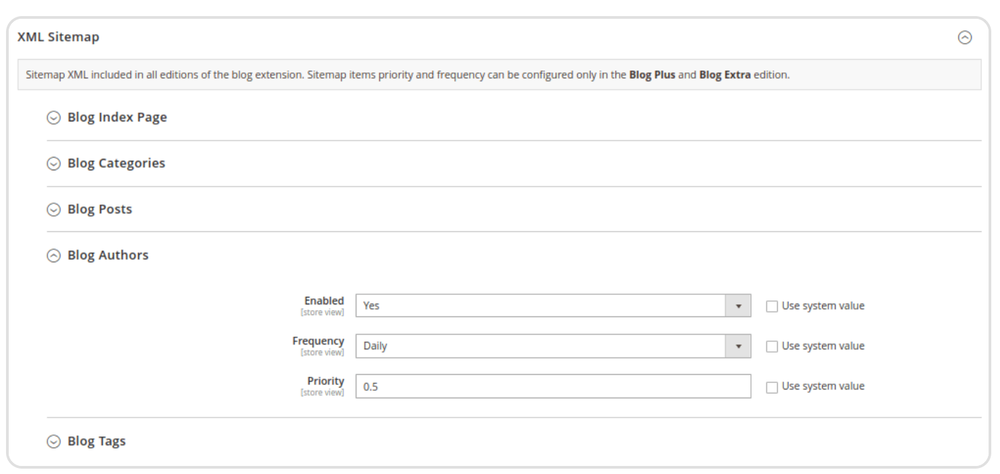 XML Sitemap
Sitemap XML included in all editions of the blog extension. Sitemap items priority and frequency can be configured only in the Blog Plus and Blog Extra edition.
Blog Index Page
Blog Categories
Blog Posts
Blog Authors
Enabled
[store view]
Yes
Use system value
Frequency
[store view]
Daily
Use system value
Priority
[store view]
0.5
Use system value
Blog Tags